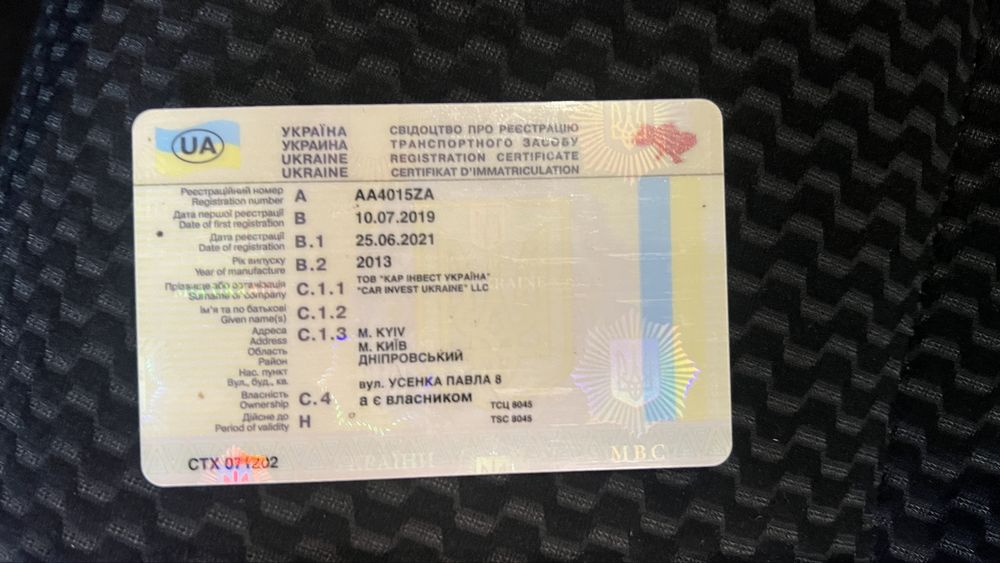 UA
УКРАЇНА
УКРАИНА
UKRAINE
UKRAINE
СВІДОЦТВО ПРО РЕЄСТРАЦІЮ
ТРАНСПОРТНОГО ЗАСОБУ
REGISTRATION CERTIFICATE
CERTIFIKAT D'IMMATRICULATION
Реєстраційний номер
Registration number A AA4015ZA
Дата першої реєстрації
Date of first registration B 10.07.2019
Дата реєстрації
Date of registration B.1 25.06.2021
Рік випуску
Year of manufacture B.2 2013
Прізвище або організація
Surname or company C.1.1 ТОВ "КАР ІНВЕСТ УКРАЇНА"
"CAR INVEST UKRAINE" LLC
Ім'я та по батькові
Given name(s) C.1.2
Адреса
Address C.1.3 M. KYIV
Область М. КИЇВ
Район ДНІПРОВСЬКИЙ
Нас. пункт
Вул., буд., кв. вул. УСЕНКА ПАВЛА 8
Власність
Ownership C.4 а є власником
ТСЦ 8045
Дійсне до
Period of validity H
TSC 8045
СТХ 071202
МВС